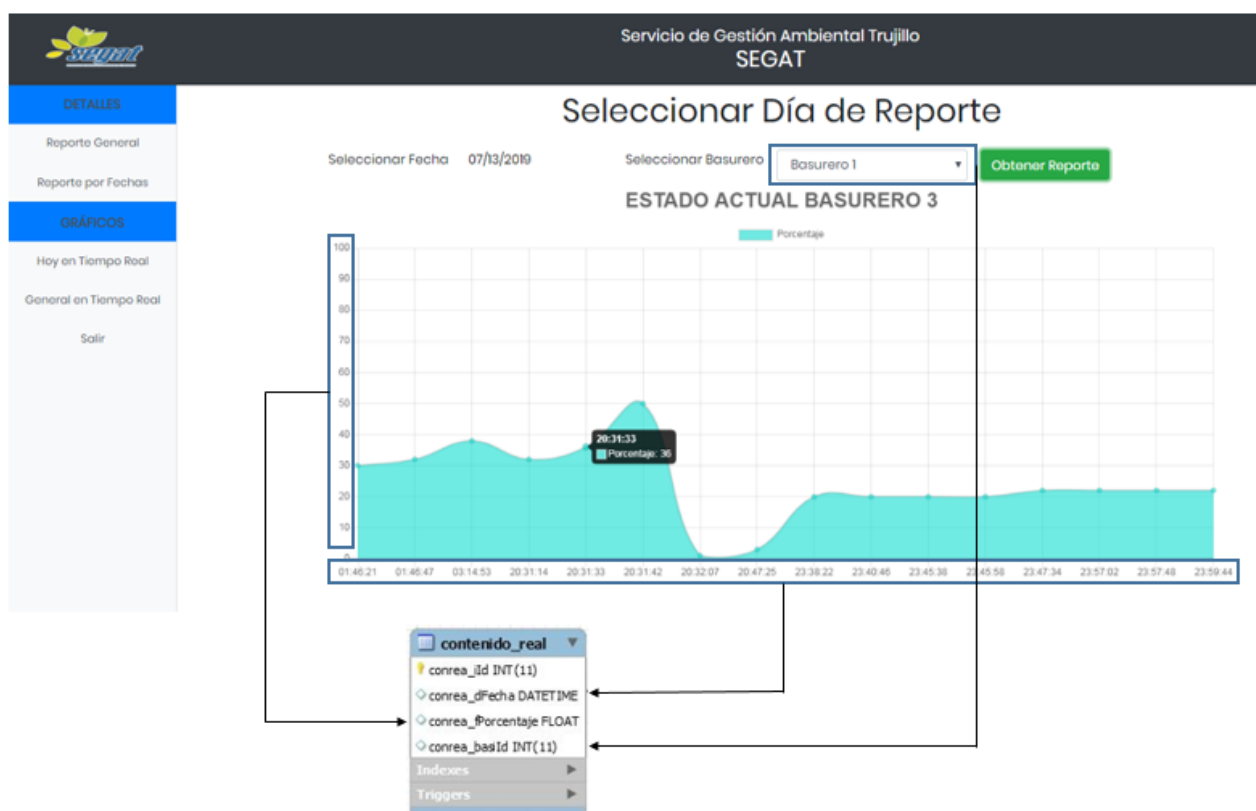 segat
Servicio de Gestión Ambiental Trujillo
SEGAT
DETALLES
Reporte General
Reporte por Fechas
GRÁFICOS
Hoy en Tiempo Real
General en Tiempo Real
Salir
Seleccionar Día de Reporte
Seleccionar Fecha 07/13/2019 Seleccionar Basurero Basurero 1 Obtener Reporte
ESTADO ACTUAL BASURERO 3
Porcentaje
100
90
80
70
60
50
40
30
20
10
0
20:31:33
Porcentaje: 36
01:46:21 01:46:47 03:14:53 20:31:14 20:31:33 20:31:42 20:32:07 20:47:25 23:38:22 23:40:46 23:45:38 23:45:58 23:47:34 23:57:02 23:57:48 23:59:44
contenido_real
conrea_iId INT(11)
conrea_dFecha DATETIME
conrea_fPorcentaje FLOAT
conrea_basiId INT(11)
Indexes
Triggers